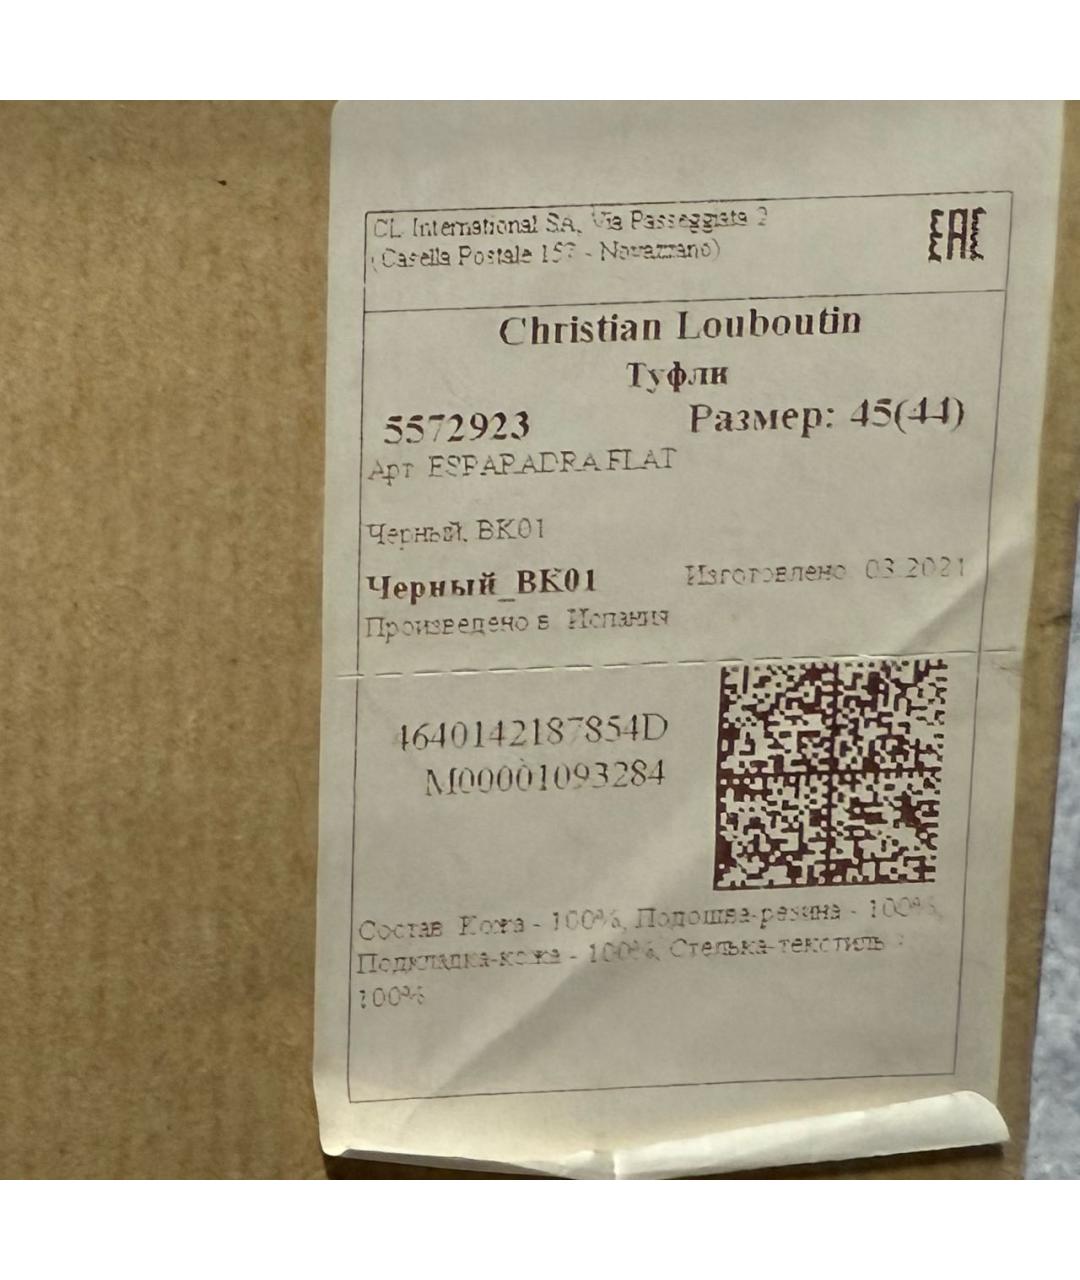 CL International SA, Via Passeggiata 2
(Casella Postale 157 - Novazzano)
EAC
Christian Louboutin
Туфли
5572923 Размер: 45(44)
Арт ESPARADRA FLAT
Черный, BK01
Черный_BK01 Изготовлено 03.2021
Произведено в Испания
4640142187854D
M00001093284
Состав Кожа - 100%, Подошва-резина - 100%,
Подкладка-кожа - 100%, Стелька-текстиль -
100%